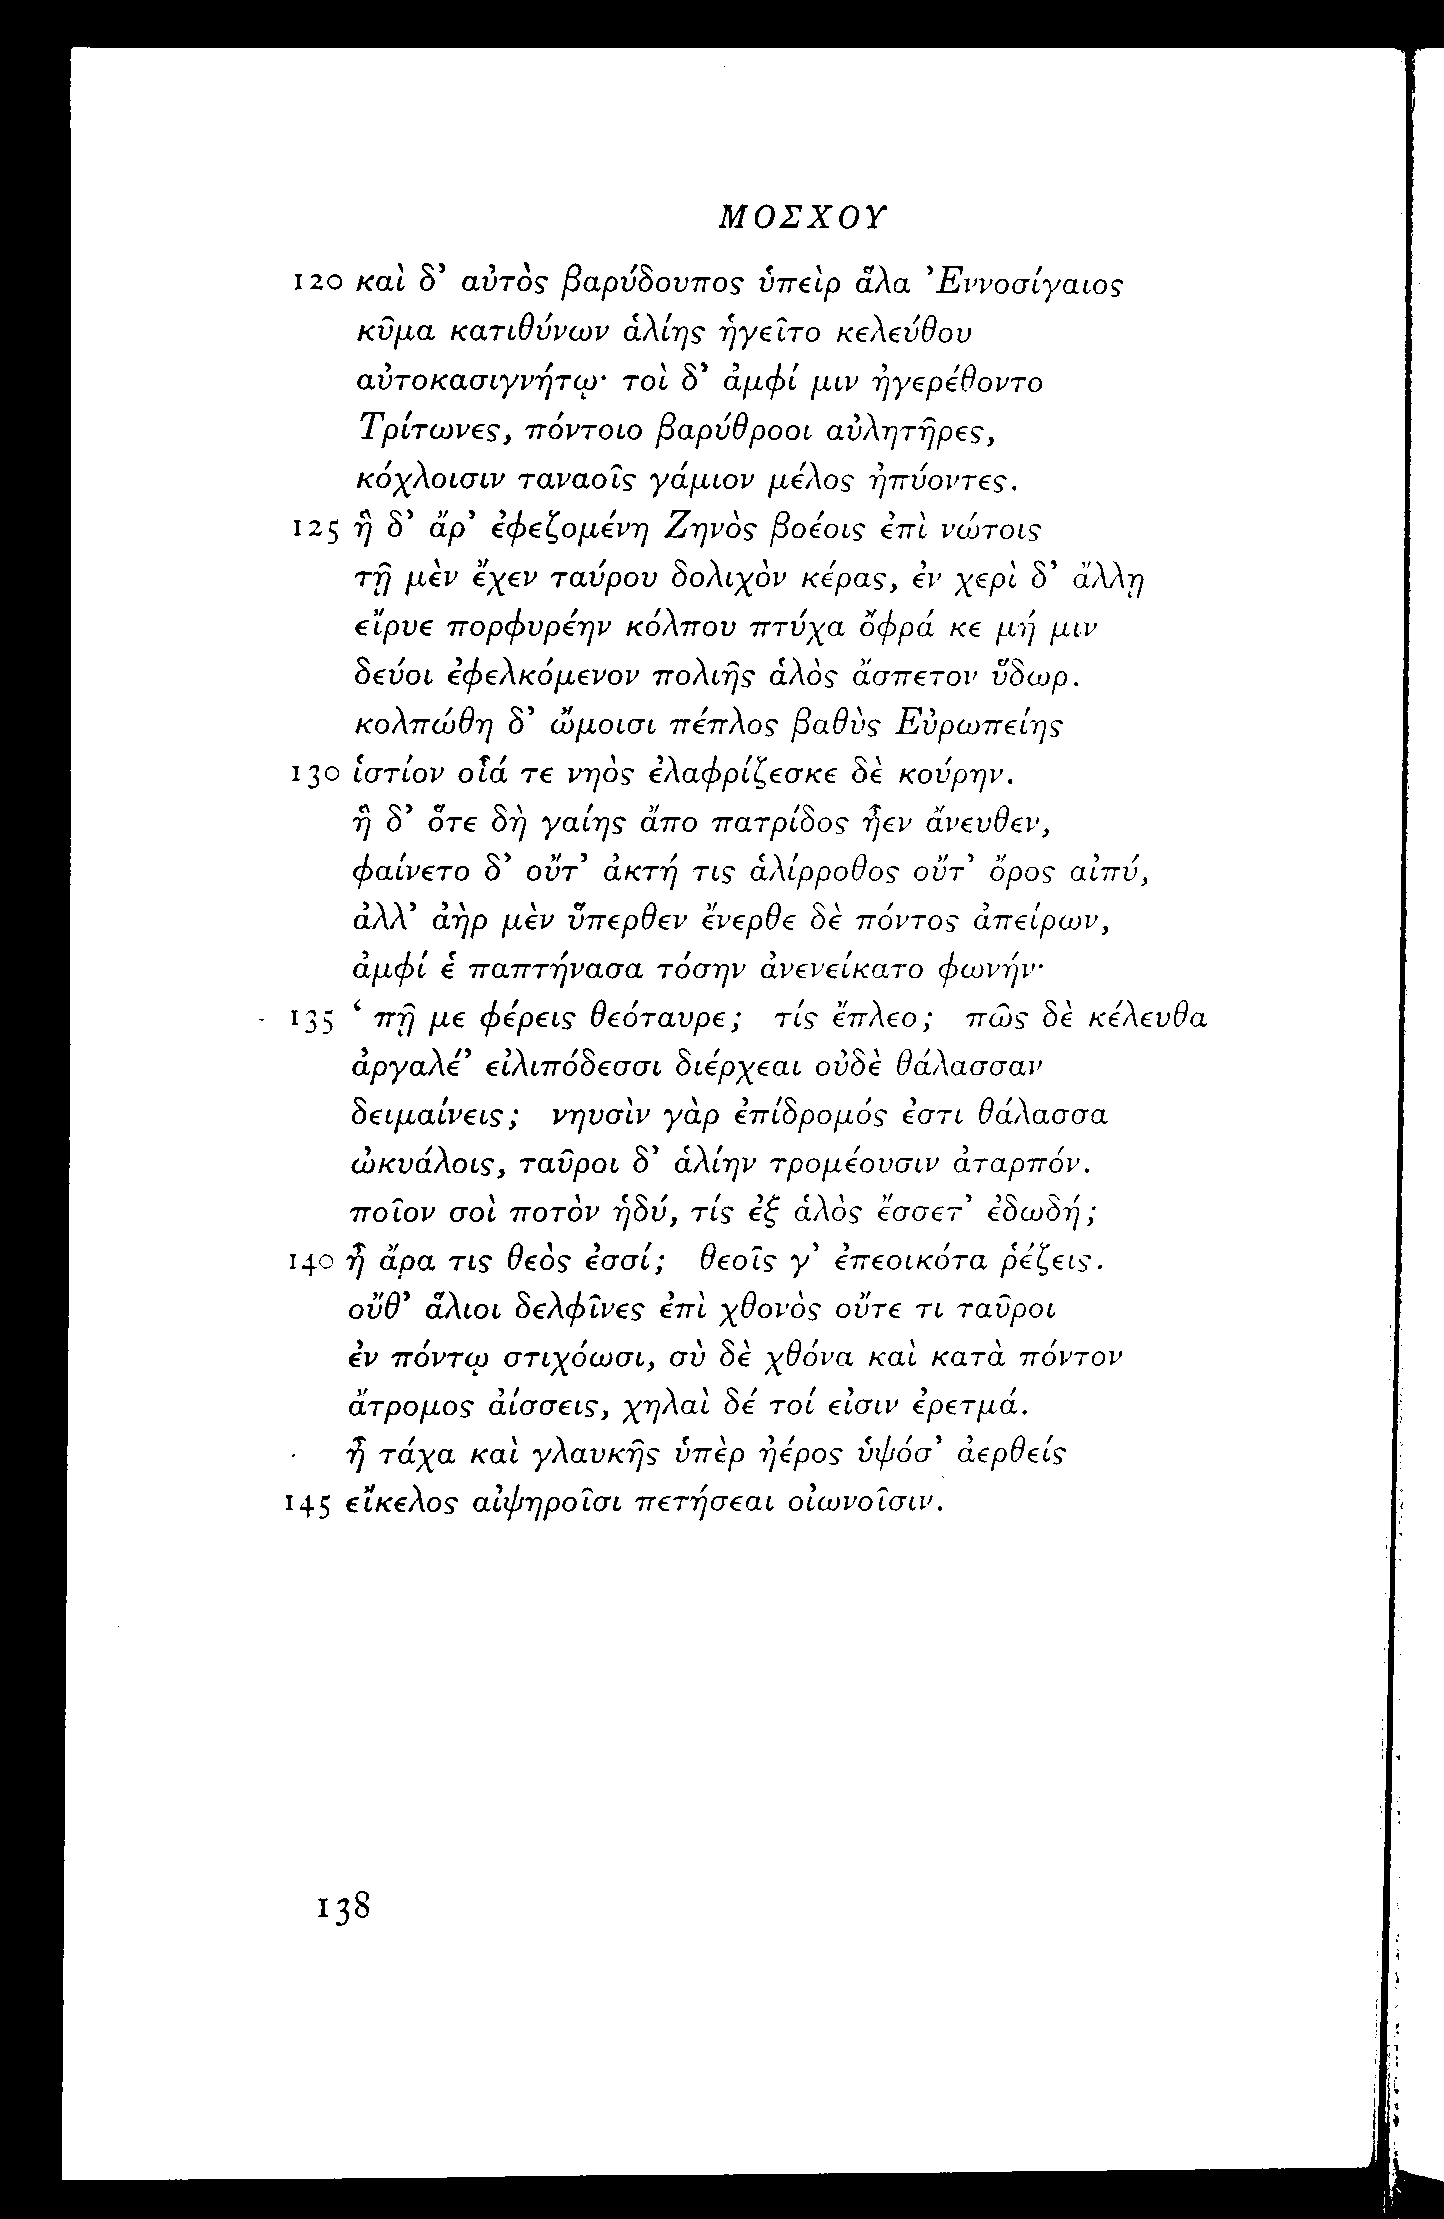 ΜΟΣΧΟΥ
120 καὶ δ’ αὐτὸς βαρύδουπος ὑπεὶρ ἅλα Ἐννοσίγαιος
κῦμα κατιθύνων ἁλίης ἡγεῖτο κελεύθου
αὐτοκασιγνήτῳ· τοὶ δ’ ἀμφί μιν ἠγερέθοντο
Τρίτωνες, πόντοιο βαρύθροοι αὐλητῆρες,
κόχλοισιν ταναοῖς γάμιον μέλος ἠπύοντες.
125 ἣ δ’ ἄρ’ ἐφεζομένη Ζηνὸς βοέοις ἐπὶ νώτοις
τῇ μὲν ἔχεν ταύρου δολιχὸν κέρας, ἐν χερὶ δ’ ἄλλῃ
εἴρυε πορφυρέην κόλπου πτύχα ὄφρά κε μή μιν
δεύοι ἐφελκόμενον πολιῆς ἁλὸς ἄσπετον ὕδωρ.
κολπώθη δ’ ὤμοισι πέπλος βαθὺς Εὐρωπείης
130 ἱστίον οἷά τε νηὸς ἐλαφρίζεσκε δὲ κούρην.
ἣ δ’ ὅτε δὴ γαίης ἄπο πατρίδος ἦεν ἄνευθεν,
φαίνετο δ’ οὔτ’ ἀκτή τις ἁλίρροθος οὔτ’ ὄρος αἰπύ,
ἀλλ’ ἀὴρ μὲν ὕπερθεν ἔνερθε δὲ πόντος ἀπείρων,
ἀμφί ἑ παπτήνασα τόσην ἀνενείκατο φωνήν·
135 ‘ πῇ με φέρεις θεόταυρε; τίς ἔπλεο; πῶς δὲ κέλευθα
ἀργαλέ’ εἰλιπόδεσσι διέρχεαι οὐδὲ θάλασσαν
δειμαίνεις; νηυσὶν γὰρ ἐπίδρομός ἐστι θάλασσα
ὠκυάλοις, ταῦροι δ’ ἁλίην τρομέουσιν ἀταρπόν.
ποῖον σοὶ ποτὸν ἡδύ, τίς ἐξ ἁλὸς ἔσσετ’ ἐδωδή;
140 ἦ ἄρα τις θεὸς ἐσσί; θεοῖς γ’ ἐπεοικότα ῥέζεις.
οὔθ’ ἅλιοι δελφῖνες ἐπὶ χθονὸς οὔτε τι ταῦροι
ἐν πόντῳ στιχόωσι, σὺ δὲ χθόνα καὶ κατὰ πόντον
ἄτρομος ἀίσσεις, χηλαὶ δέ τοί εἰσιν ἐρετμά.
ἦ τάχα καὶ γλαυκῆς ὑπὲρ ἠέρος ὑψόσ’ ἀερθείς
145 εἴκελος αἰψηροῖσι πετήσεαι οἰωνοῖσιν.
138